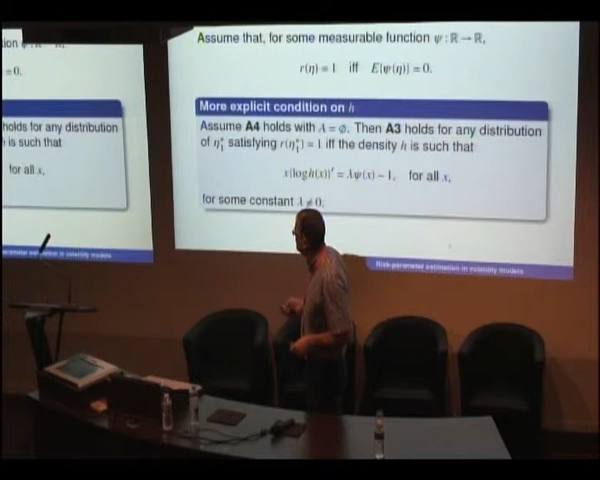 ion
= 0.
holds for any distribution
h is such that
for all x,
parameter estimation in volatility models
Assume that, for some measurable function ψ : ℝ → ℝ,
r(η) = 1 iff E{ψ(η)} = 0.
More explicit condition on h
Assume A4 holds with A = ∅. Then A3 holds for any distribution
of η₁* satisfying r(η₁*) = 1 iff the density h is such that
x{log h(x)}′ = λψ(x) − 1, for all x,
for some constant λ ≠ 0.
Risk-parameter estimation in volatility models